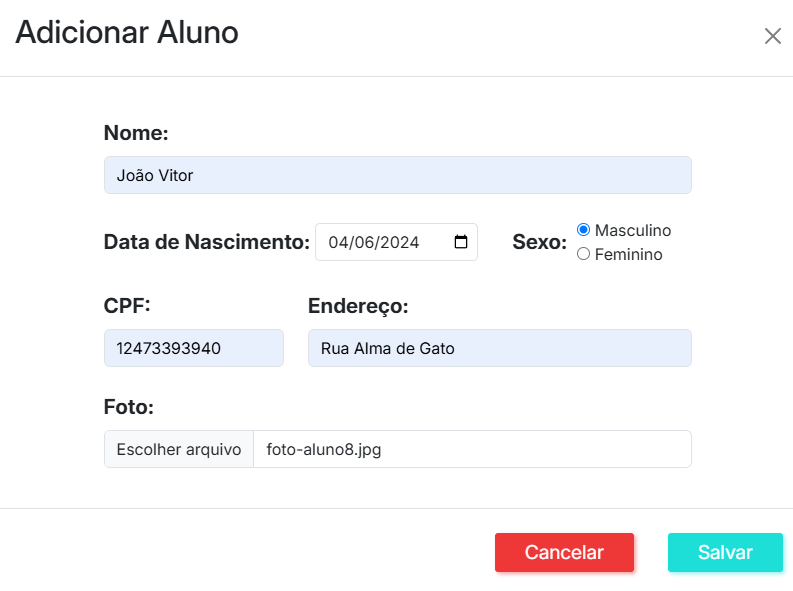 Adicionar Aluno
Nome:
João Vitor
Data de Nascimento: 04/06/2024 Sexo: Masculino
Feminino
CPF: Endereço:
12473393940 Rua Alma de Gato
Foto:
Escolher arquivo foto-aluno8.jpg
Cancelar Salvar